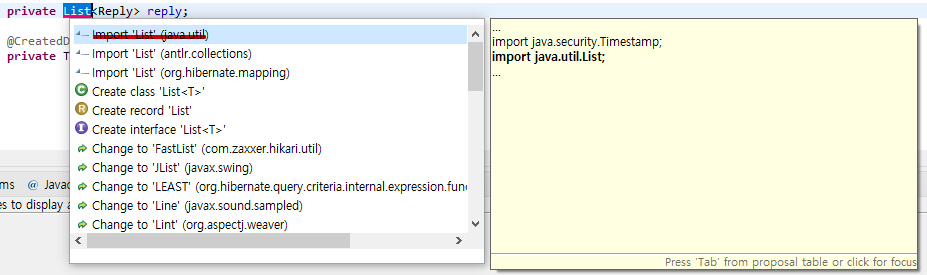 private List<Reply> reply;
@CreatedD
private T
Import 'List' (java.util)
Import 'List' (antlr.collections)
Import 'List' (org.hibernate.mapping)
Create class 'List<T>'
Create record 'List'
Create interface 'List<T>'
Change to 'FastList' (com.zaxxer.hikari.util)
Change to 'JList' (javax.swing)
Change to 'LEAST' (org.hibernate.query.criteria.internal.expression.func
Change to 'Line' (javax.sound.sampled)
Change to 'Lint' (org.aspectj.weaver)
...
import java.security.Timestamp;
import java.util.List;
...
Press 'Tab' from proposal table or click for focus
ms @ Javad
es to display a